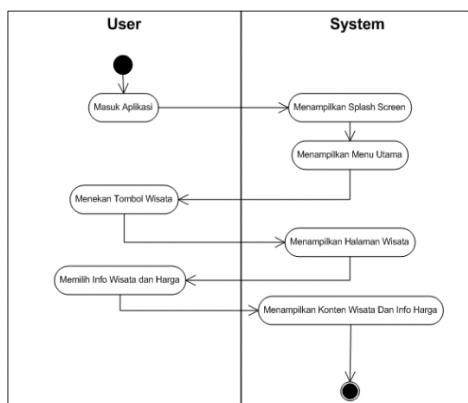 User
System
Masuk Aplikasi
Menampilkan Splash Screen
Menampilkan Menu Utama
Menekan Tombol Wisata
Menampilkan Halaman Wisata
Memilih Info Wisata dan Harga
Menampilkan Konten Wisata Dan Info Harga